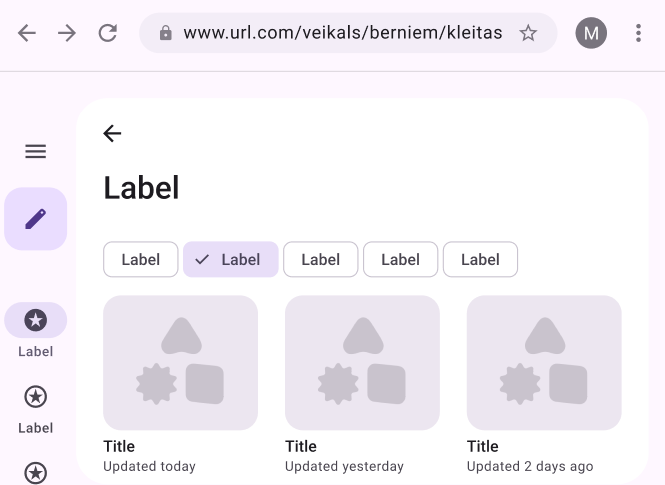 www.url.com/veikals/berniem/kleitas
M
Label
Label
Label
Label
Label
Label
Label
Label
Title
Updated today
Title
Updated yesterday
Title
Updated 2 days ago